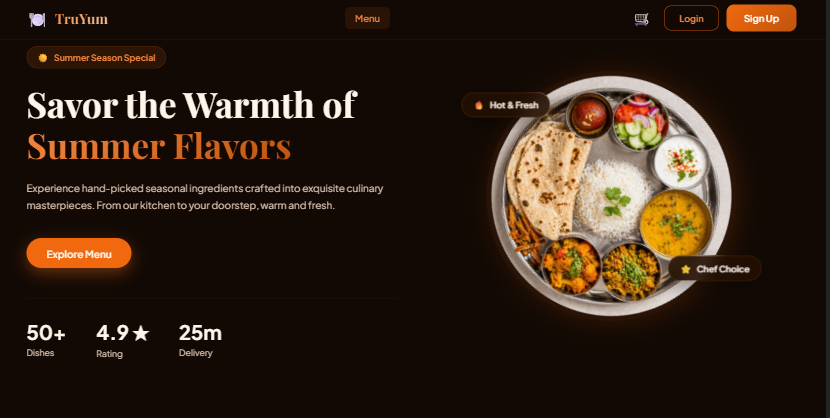 TruYum
Menu
Login
Sign Up
Summer Season Special
Savor the Warmth of
Summer Flavors
Experience hand-picked seasonal ingredients crafted into exquisite culinary
masterpieces. From our kitchen to your doorstep, warm and fresh.
Explore Menu
50+
Dishes
4.9 ★
Rating
25m
Delivery
Hot & Fresh
Chef Choice